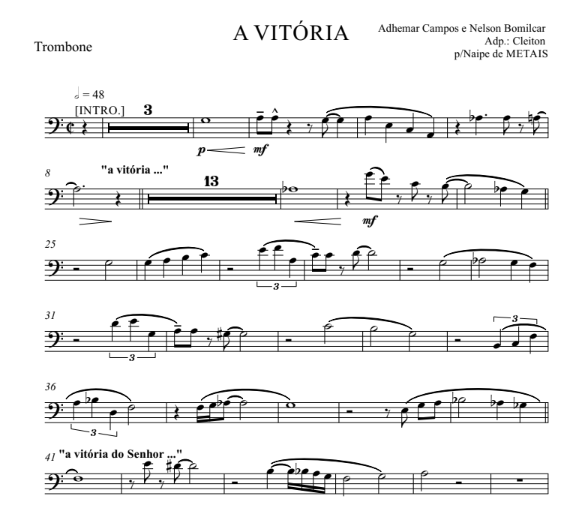 A VITÓRIA
Adhemar Campos e Nelson Bomilcar
Adp.: Cleiton
p/Naipe de METAIS
Trombone
= 48
[INTRO.]
3
p
mf
8
"a vitória ..."
13
mf
25
3
31
3
3
36
3
41
"a vitória do Senhor ..."